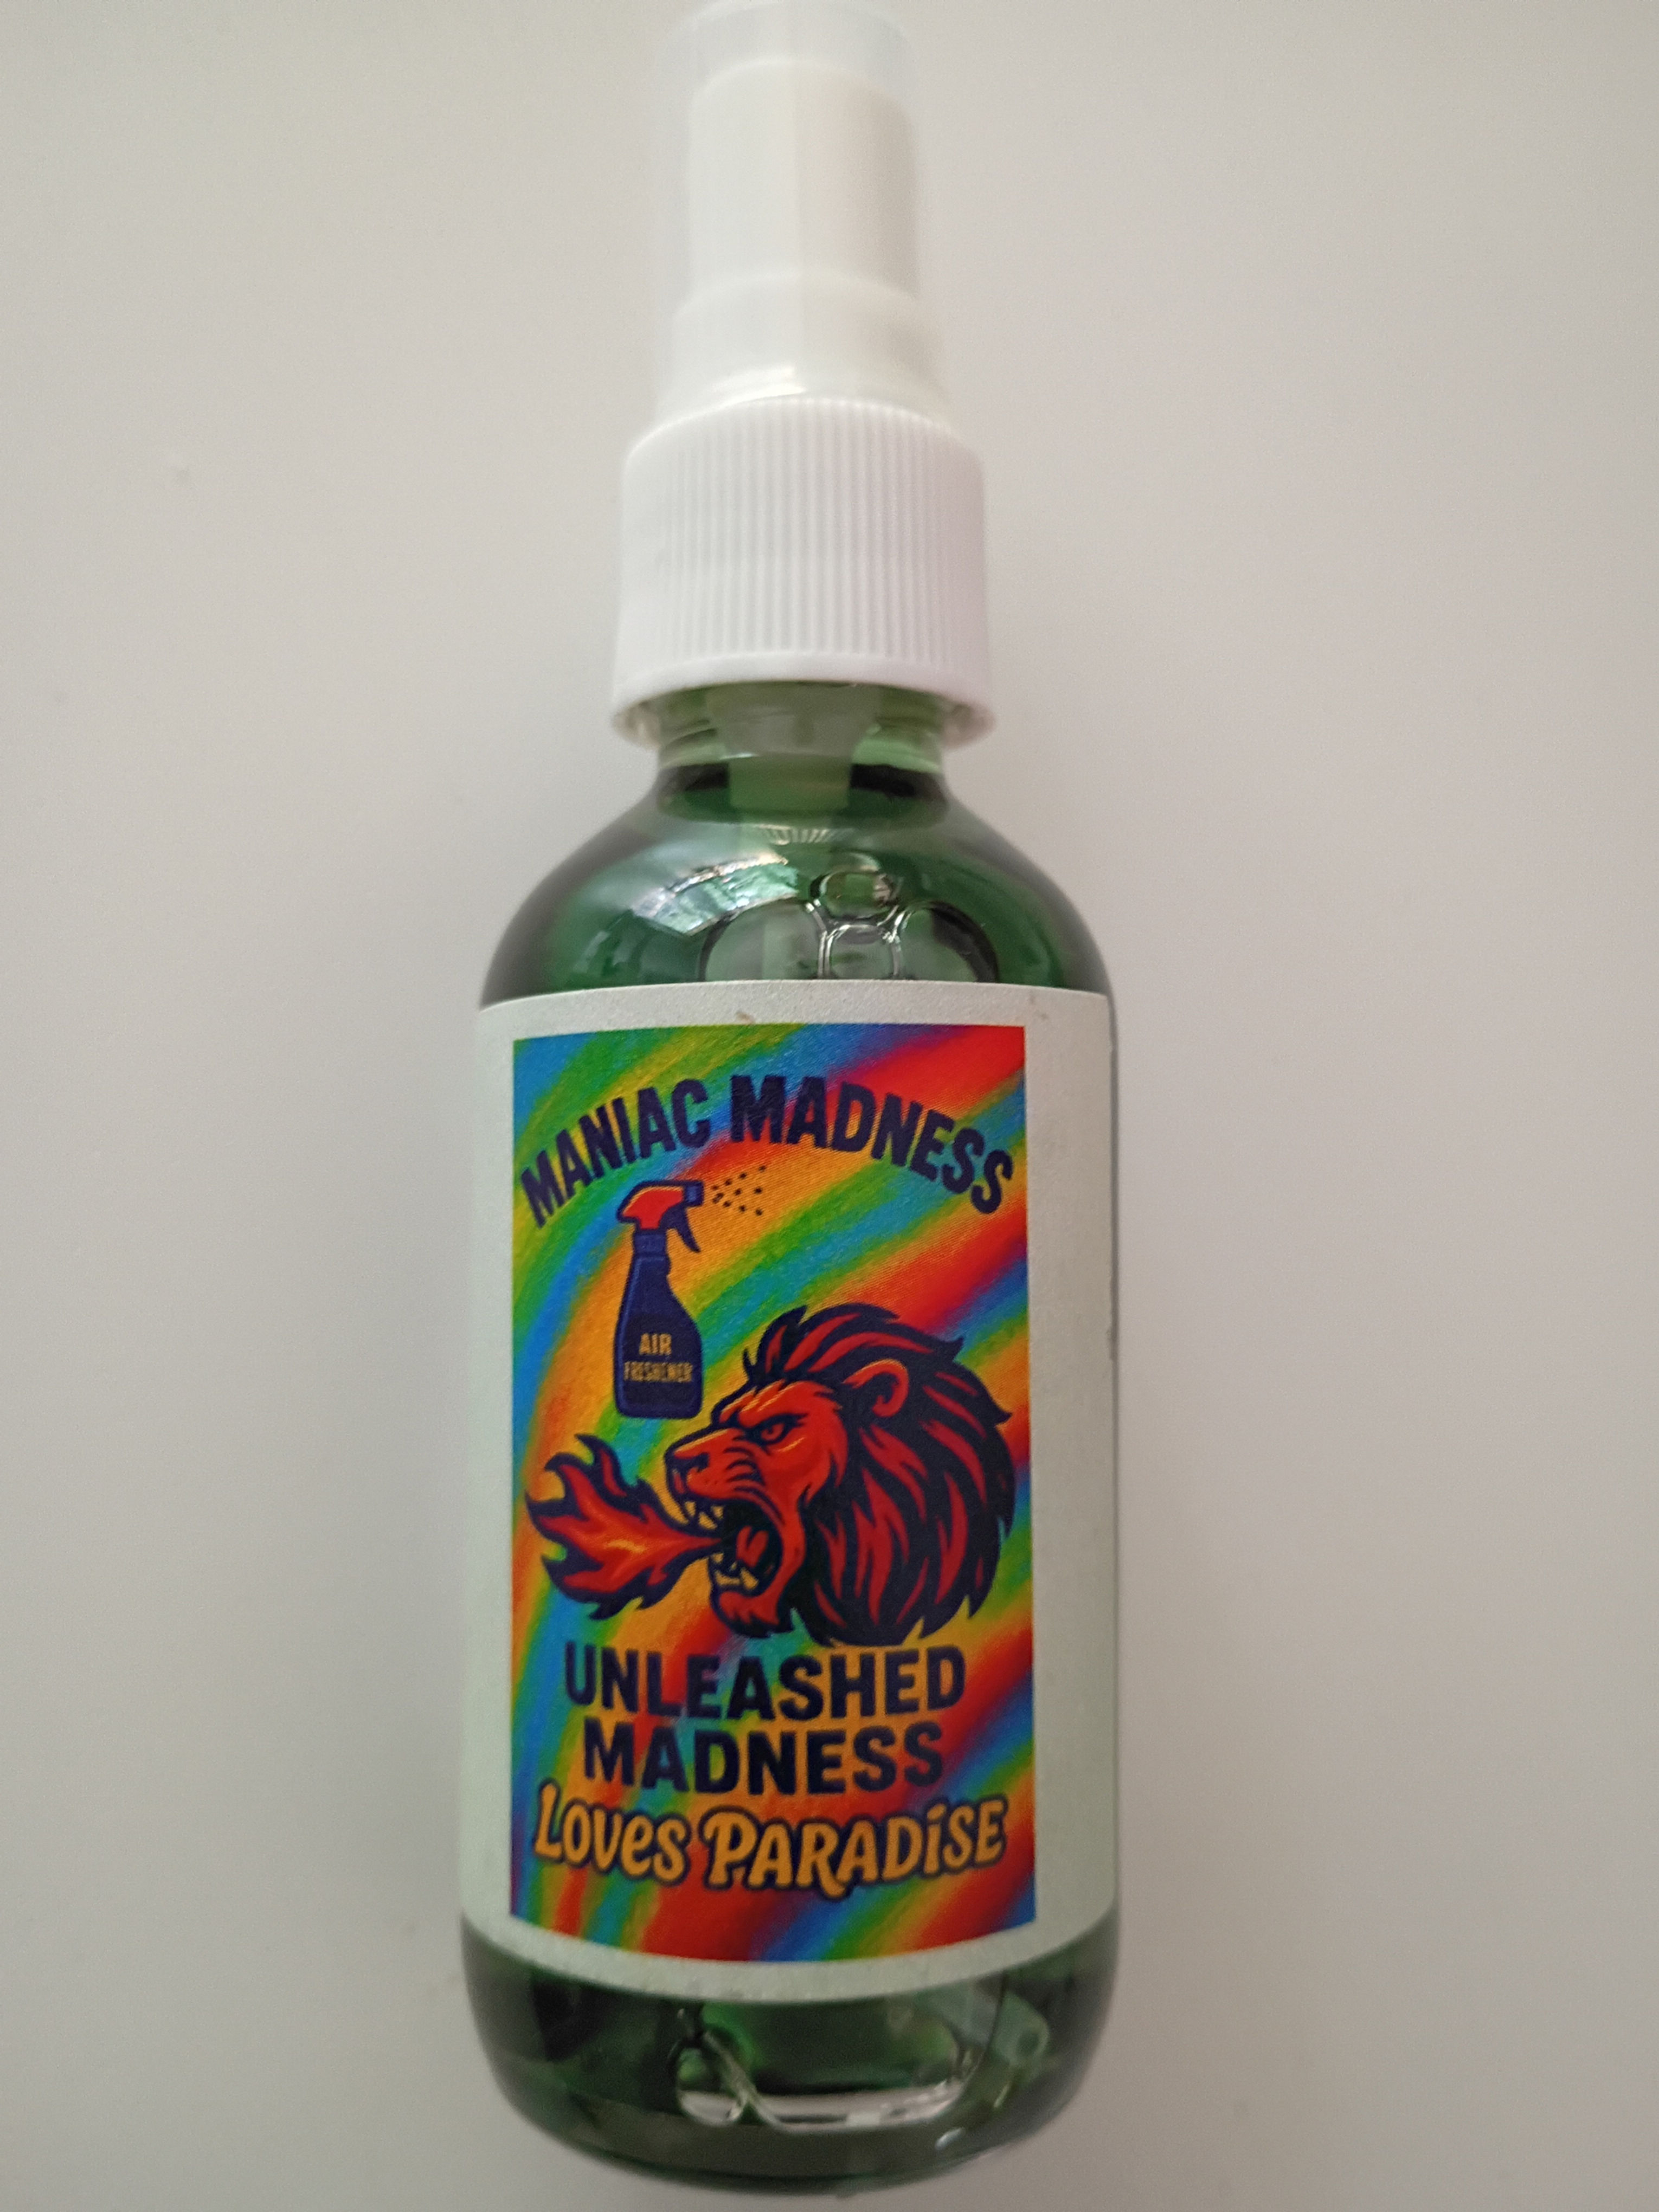 MANIAC MADNESS
AIR
FRESHENER
UNLEASHED
MADNESS
LOVES PARADISE